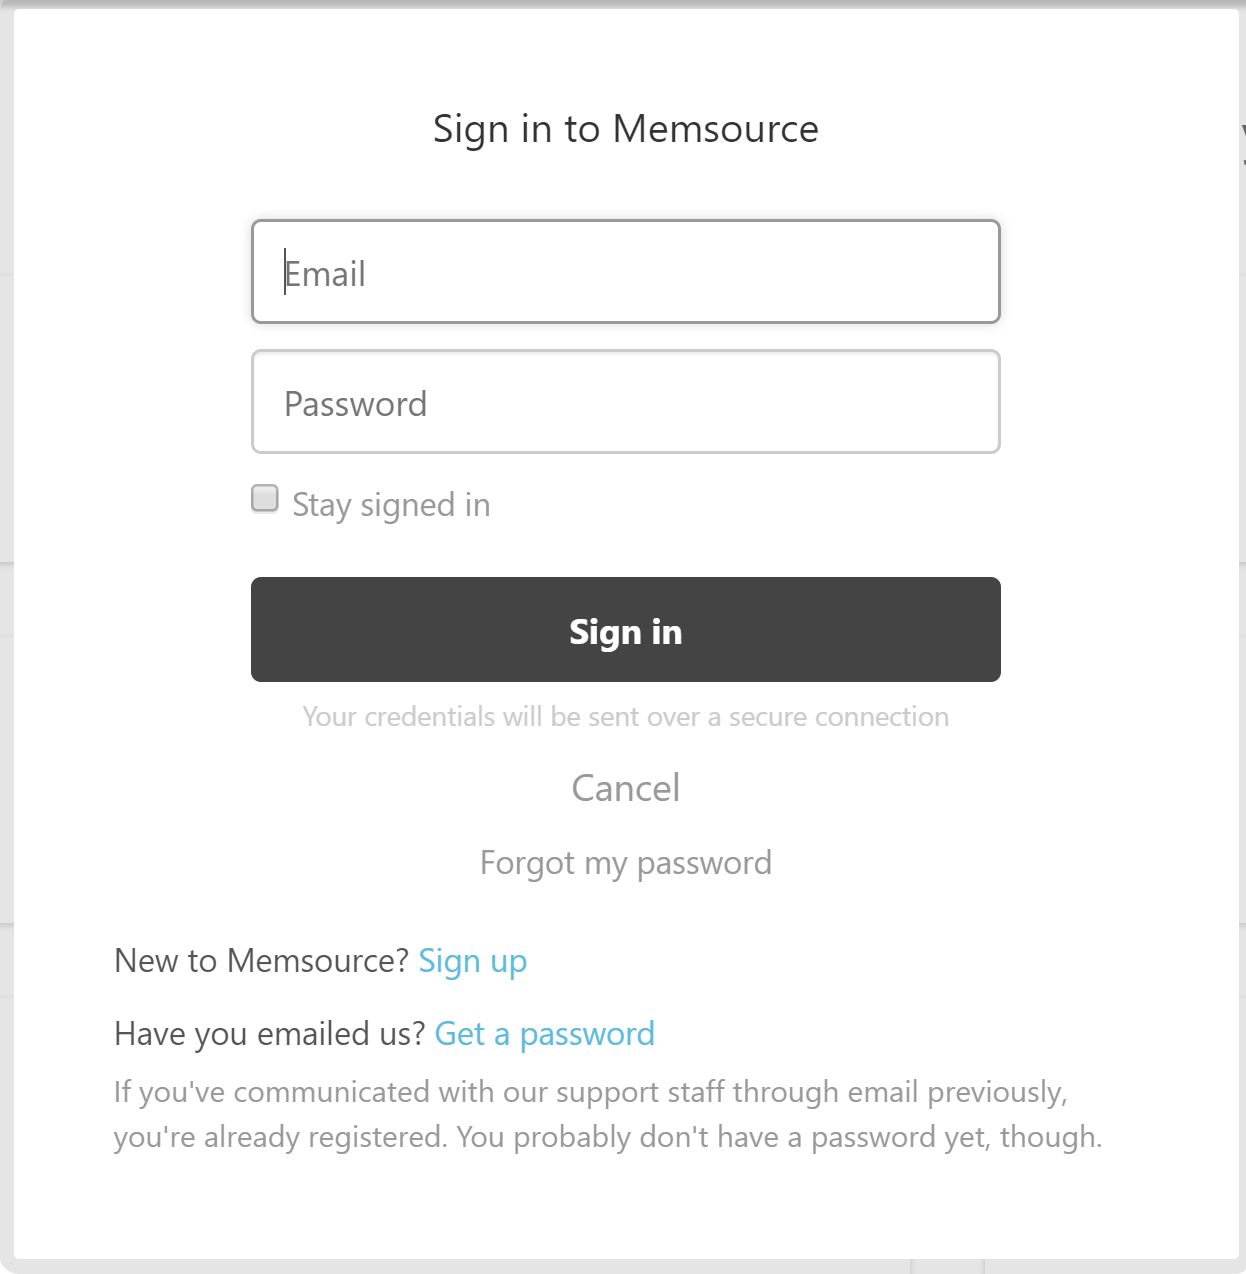 Sign in to Memsource
Email
Password
Stay signed in
Sign in
Your credentials will be sent over a secure connection
Cancel
Forgot my password
New to Memsource? Sign up
Have you emailed us? Get a password
If you've communicated with our support staff through email previously,
you're already registered. You probably don't have a password yet, though.